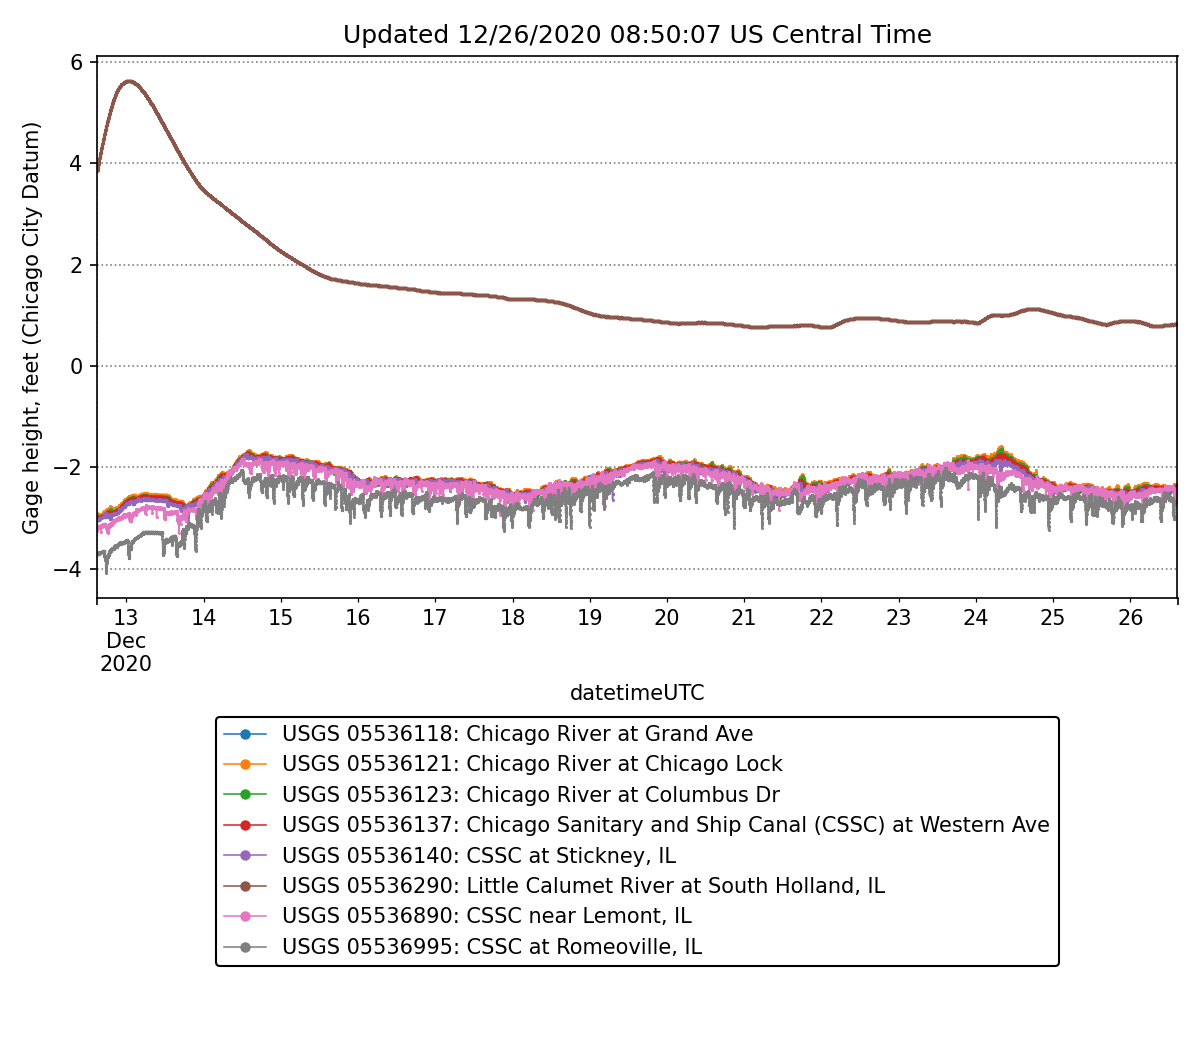 Updated 12/26/2020 08:50:07 US Central Time
Gage height, feet (Chicago City Datum)
6
4
2
0
−2
−4
13 14 15 16 17 18 19 20 21 22 23 24 25 26
Dec
2020
datetimeUTC
USGS 05536118: Chicago River at Grand Ave
USGS 05536121: Chicago River at Chicago Lock
USGS 05536123: Chicago River at Columbus Dr
USGS 05536137: Chicago Sanitary and Ship Canal (CSSC) at Western Ave
USGS 05536140: CSSC at Stickney, IL
USGS 05536290: Little Calumet River at South Holland, IL
USGS 05536890: CSSC near Lemont, IL
USGS 05536995: CSSC at Romeoville, IL